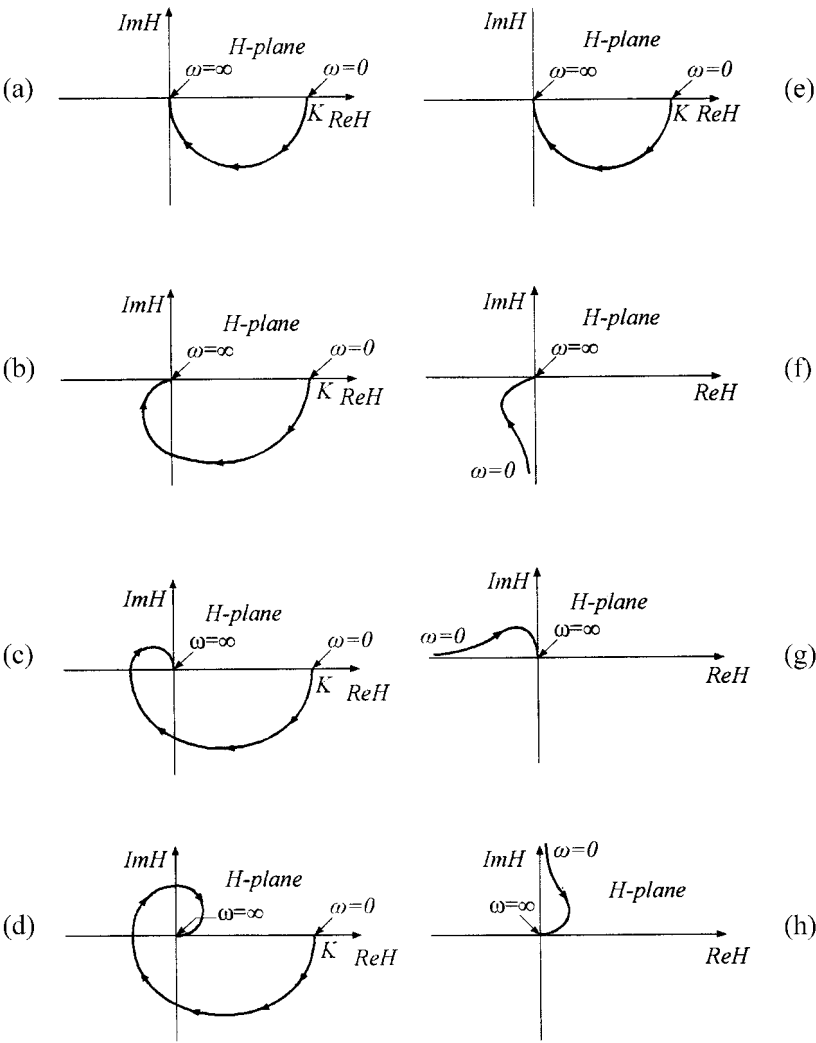 ImH
H-plane
ω=∞
ω=0
(a)
K ReH
H-plane
ω=∞
ω=0
K ReH
(e)
ImH
H-plane
ω=∞
ω=0
(b)
K ReH
ImH
H-plane
ω=∞
(f)
ReH
ω=0
ImH
H-plane
ω=0
ω=∞
(c)
K ReH
ImH
H-plane
ω=0
ω=∞
(g)
ReH
ImH
H-plane
ω=0
ω=∞
(d)
K ReH
ImH
ω=0
H-plane
ω=∞
(h)
ReH